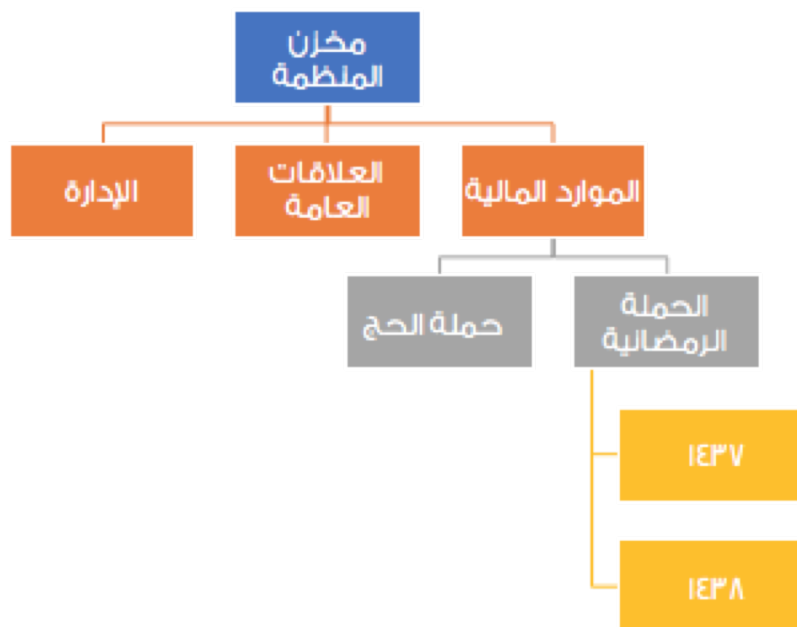 مخزن
المنظمة
الموارد المالية
العلاقات
العامة
الإدارة
الحملة
الرمضانية
حملة الحج
١٤٣٧
١٤٣٨